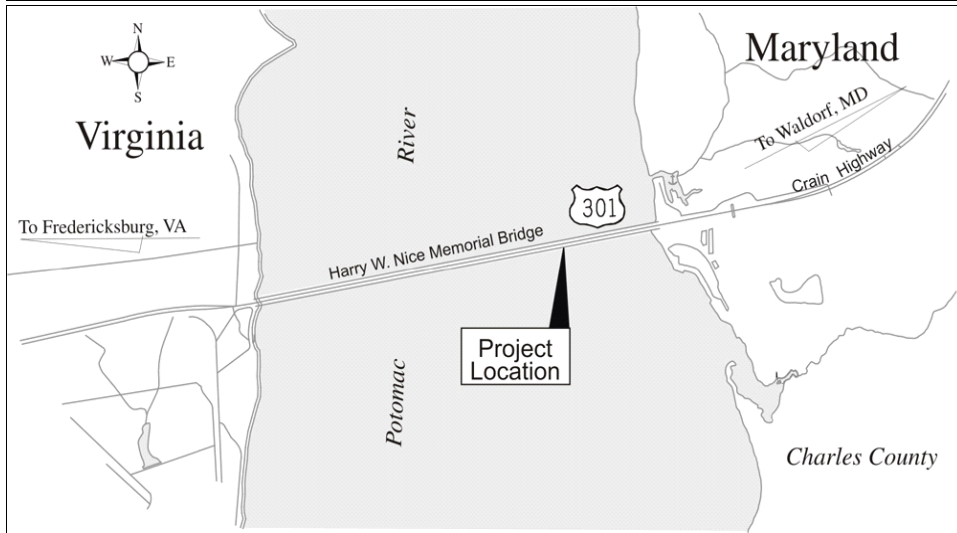 N
W E
S
Virginia
Maryland
River
To Waldorf, MD
Crain Highway
301
To Fredericksburg, VA
Harry W. Nice Memorial Bridge
Project
Location
Potomac
Charles County